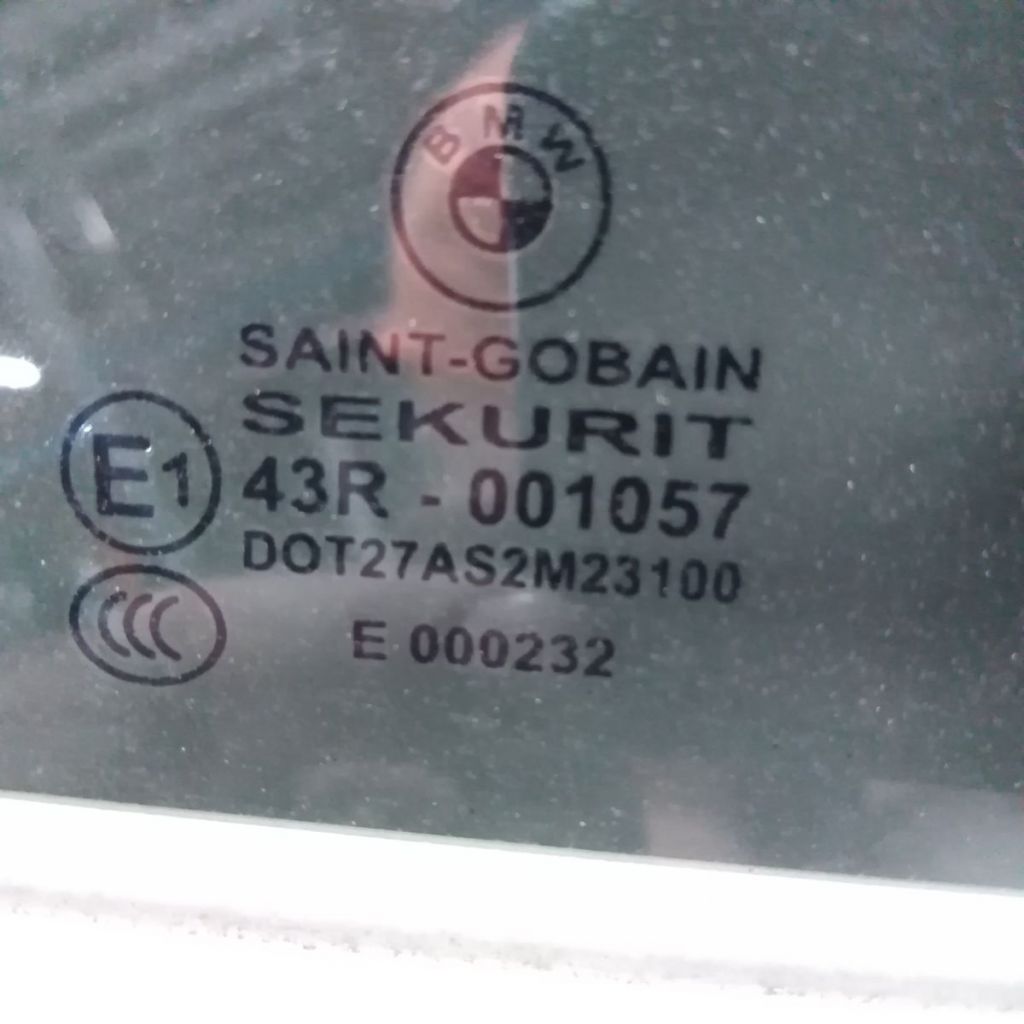 BMW
SAINT-GOBAIN
SEKURIT
E1
43R - 001057
DOT27AS2M23100
CCC
E 000232